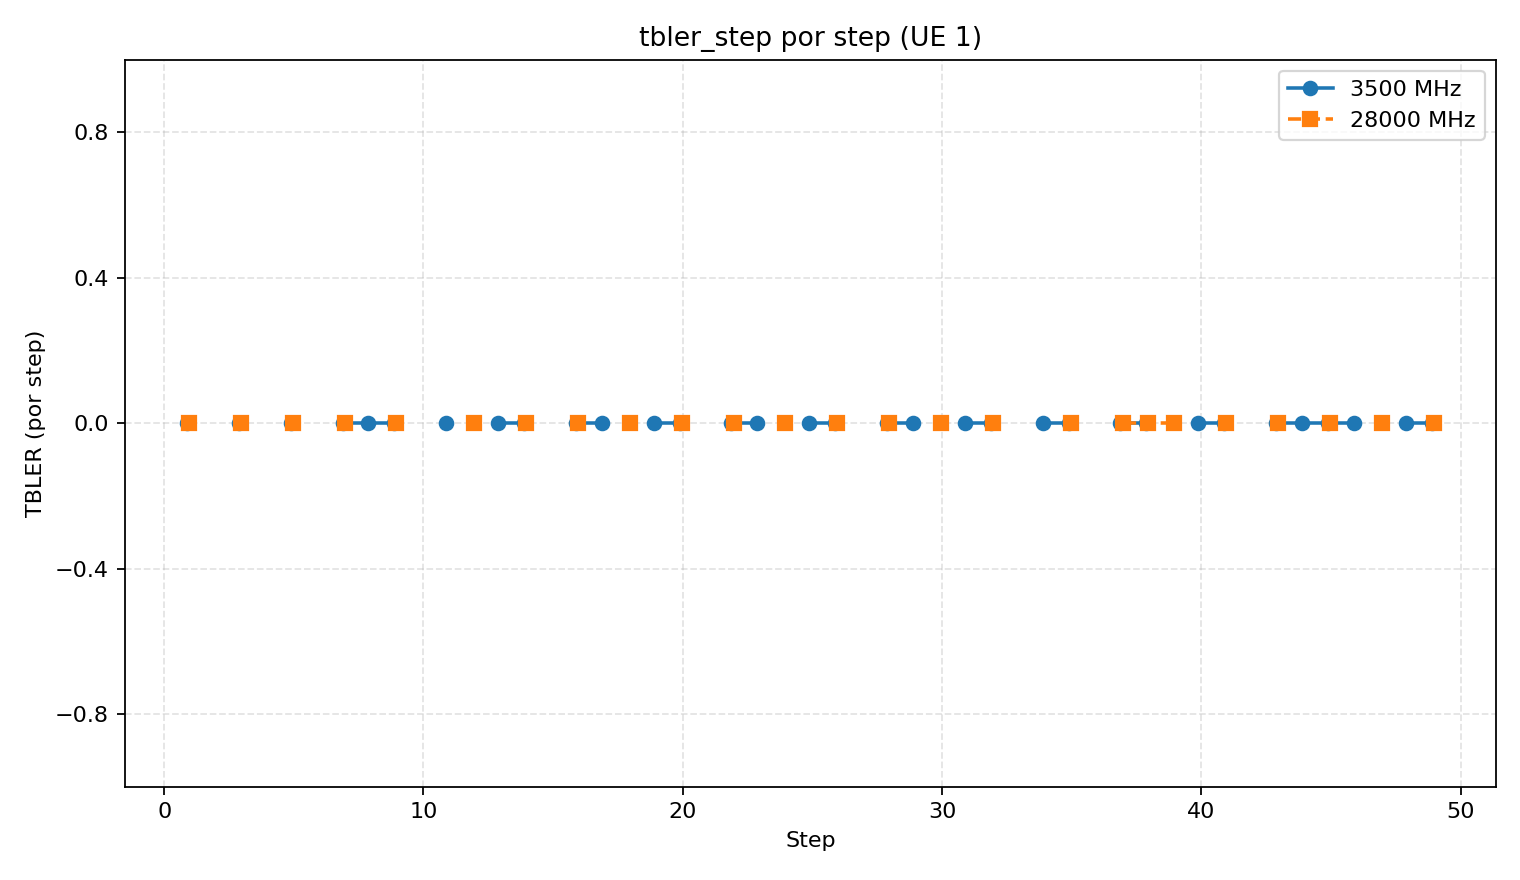 tbler_step por step (UE 1)
3500 MHz
28000 MHz
TBLER (por step)
0.8
0.4
0.0
−0.4
−0.8
0 10 20 30 40 50
Step